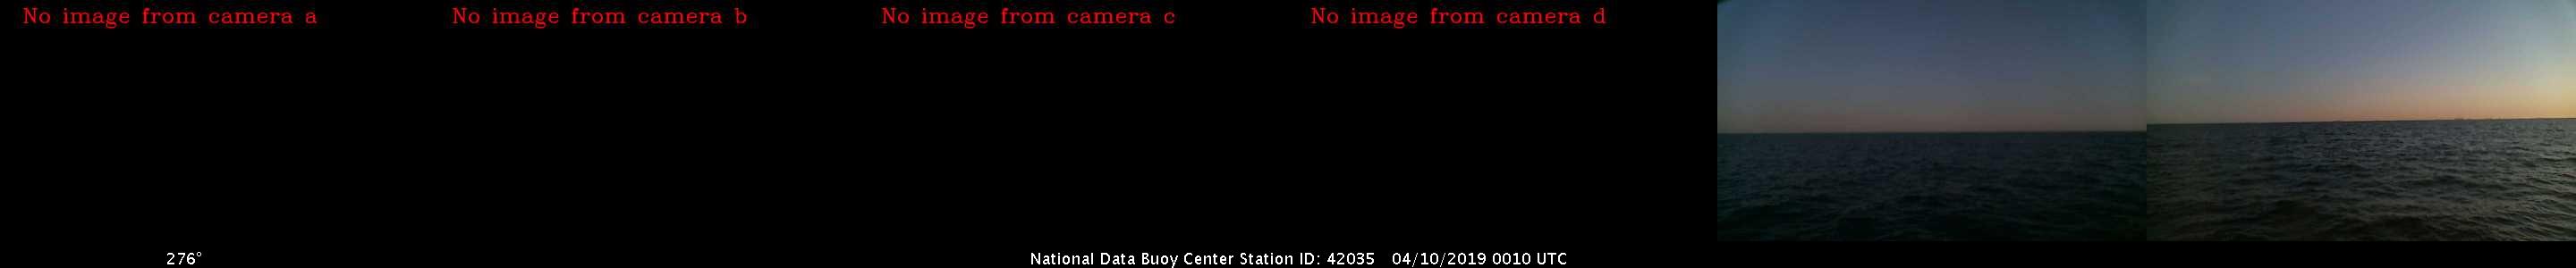 No image from camera a
No image from camera b
No image from camera c
No image from camera d
276°
National Data Buoy Center Station ID: 42035 04/10/2019 0010 UTC